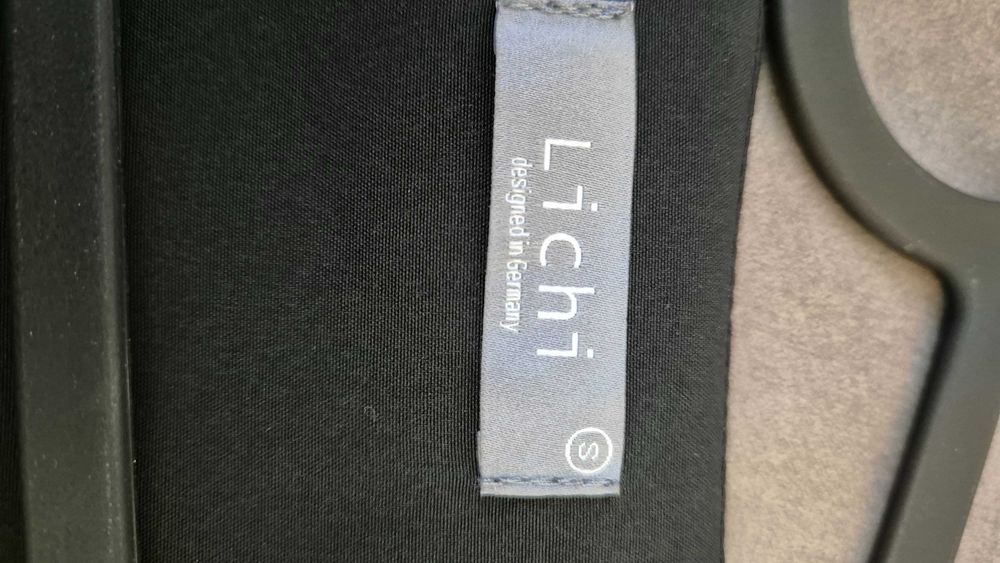 Lichi
designed in Germany
S